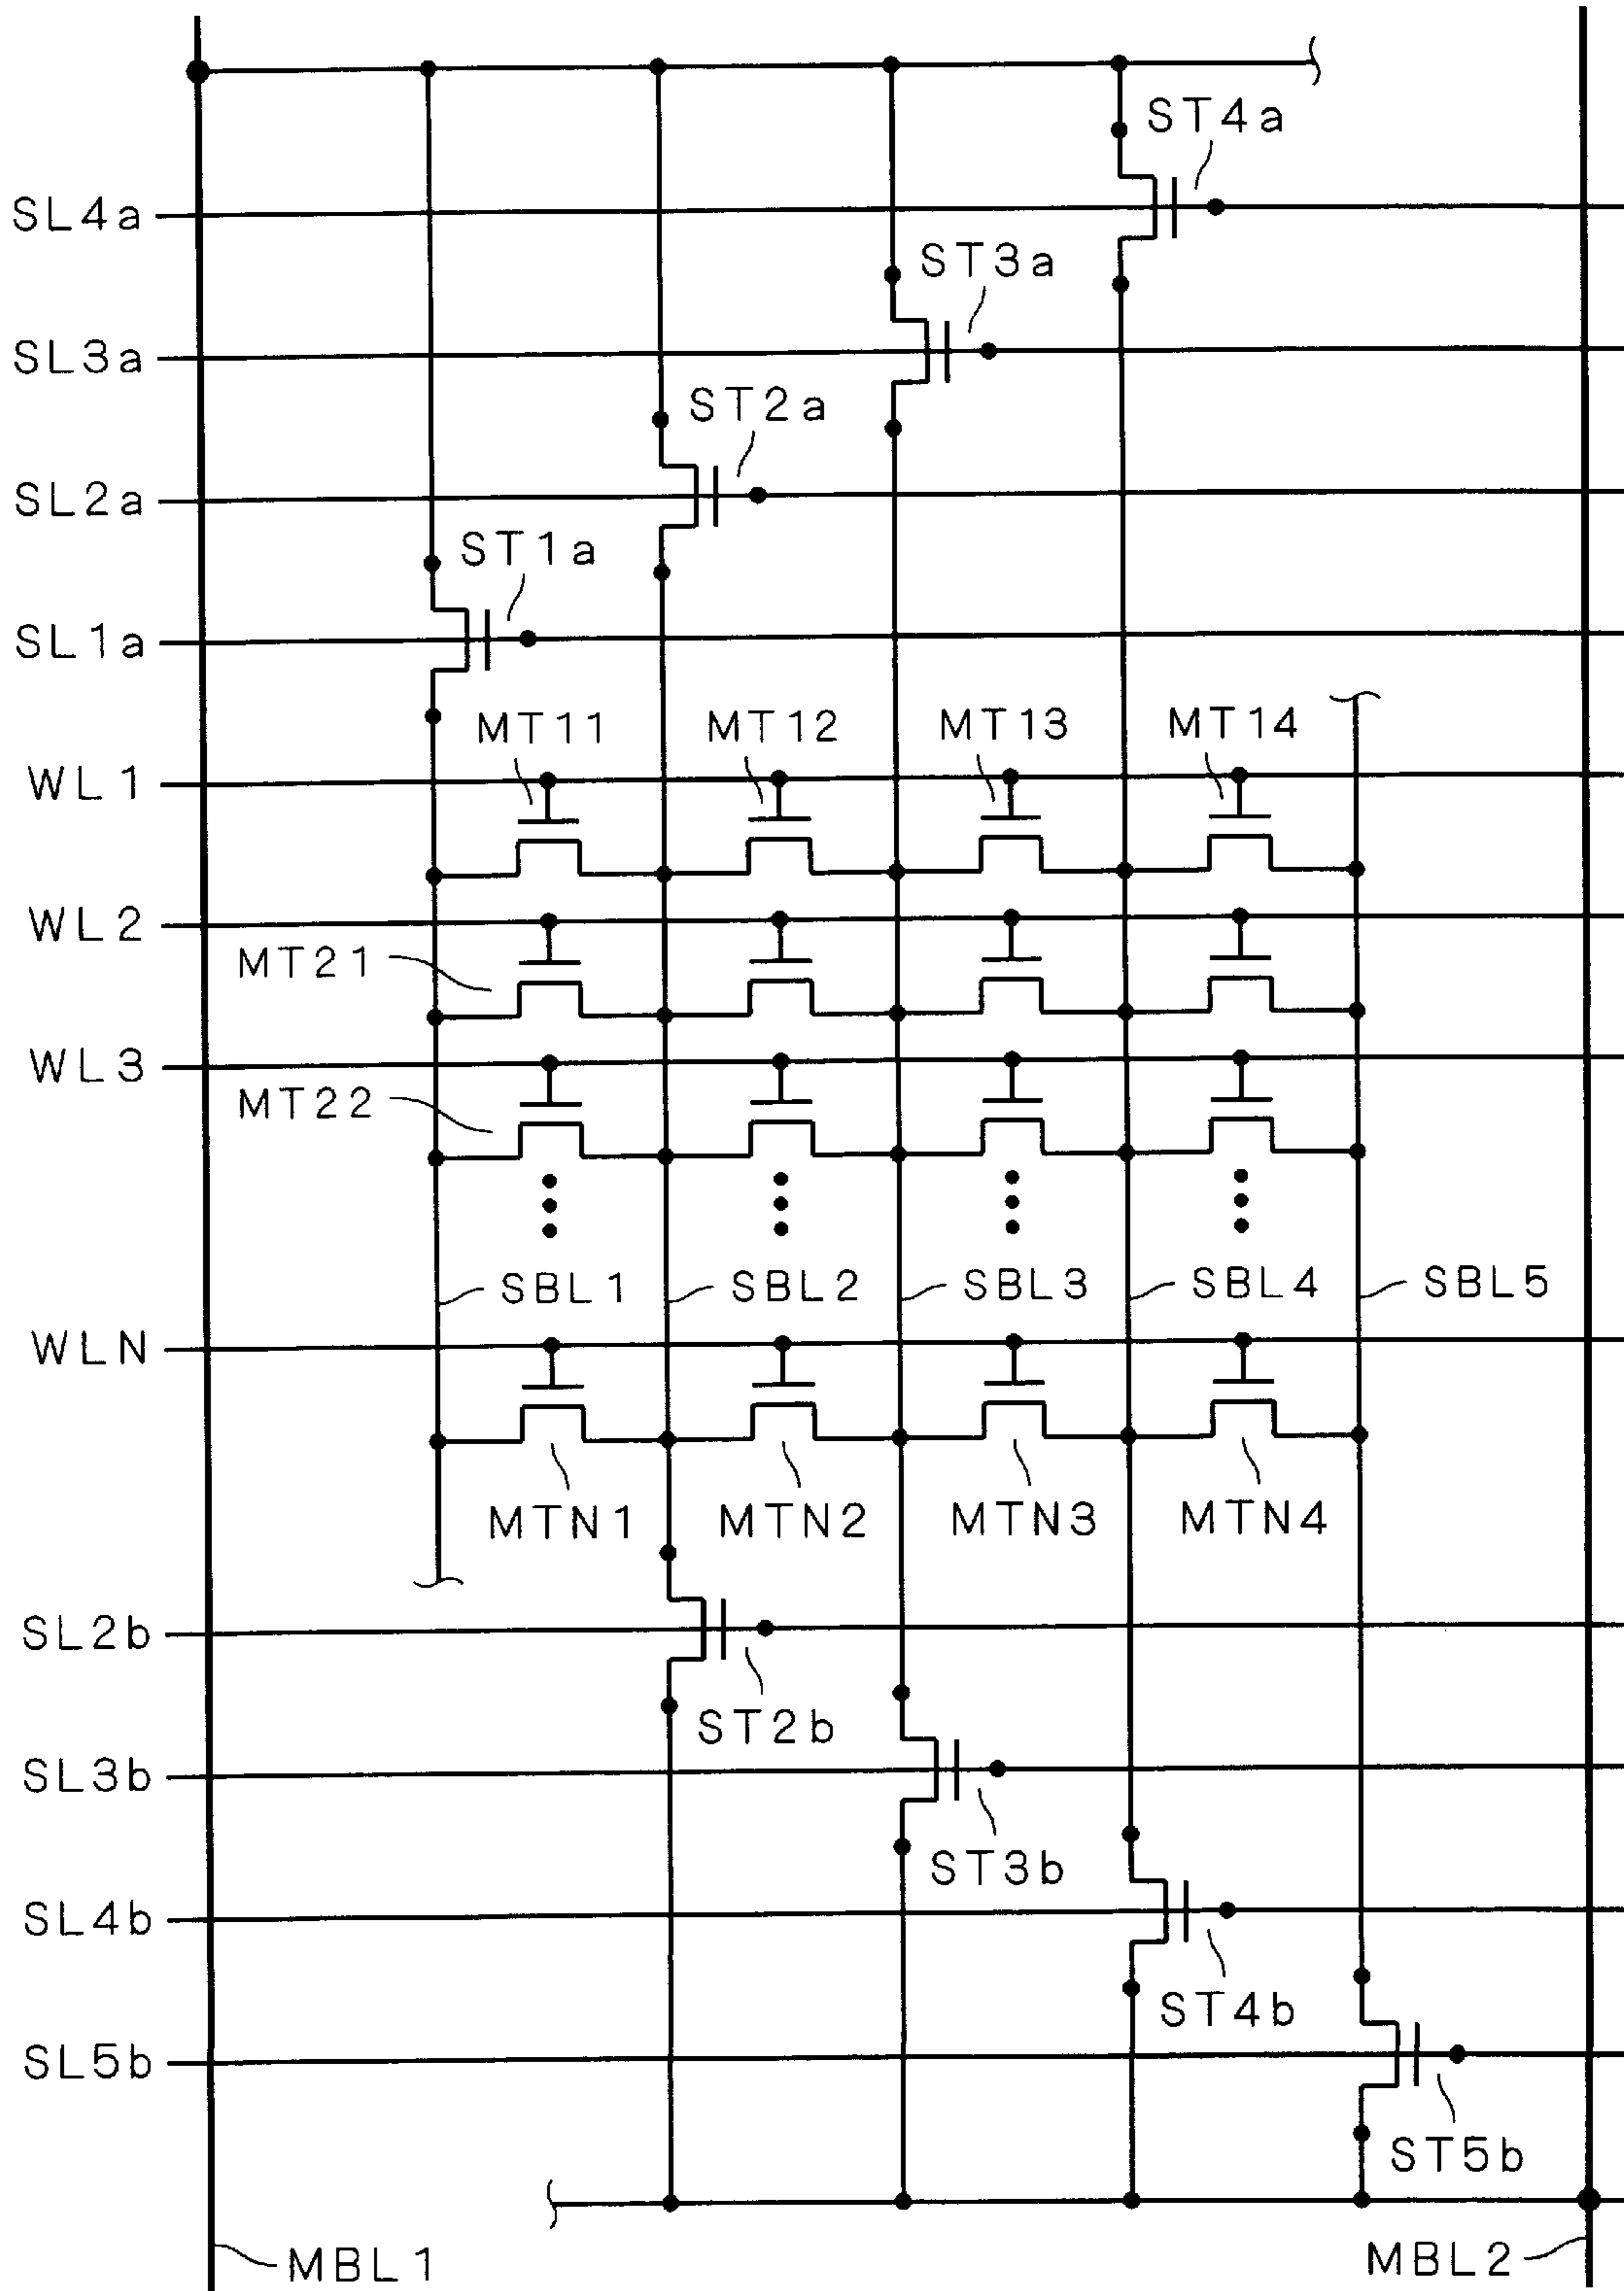 ST4a
SL4a
ST3a
SL3a
ST2a
SL2a
ST1a
SL1a
MT11 MT12 MT13 MT14
WL1
WL2
MT21
WL3
MT22
SBL1 SBL2 SBL3 SBL4 SBL5
WLN
MTN1 MTN2 MTN3 MTN4
SL2b
ST2b
SL3b
ST3b
SL4b
ST4b
SL5b
ST5b
MBL1 MBL2